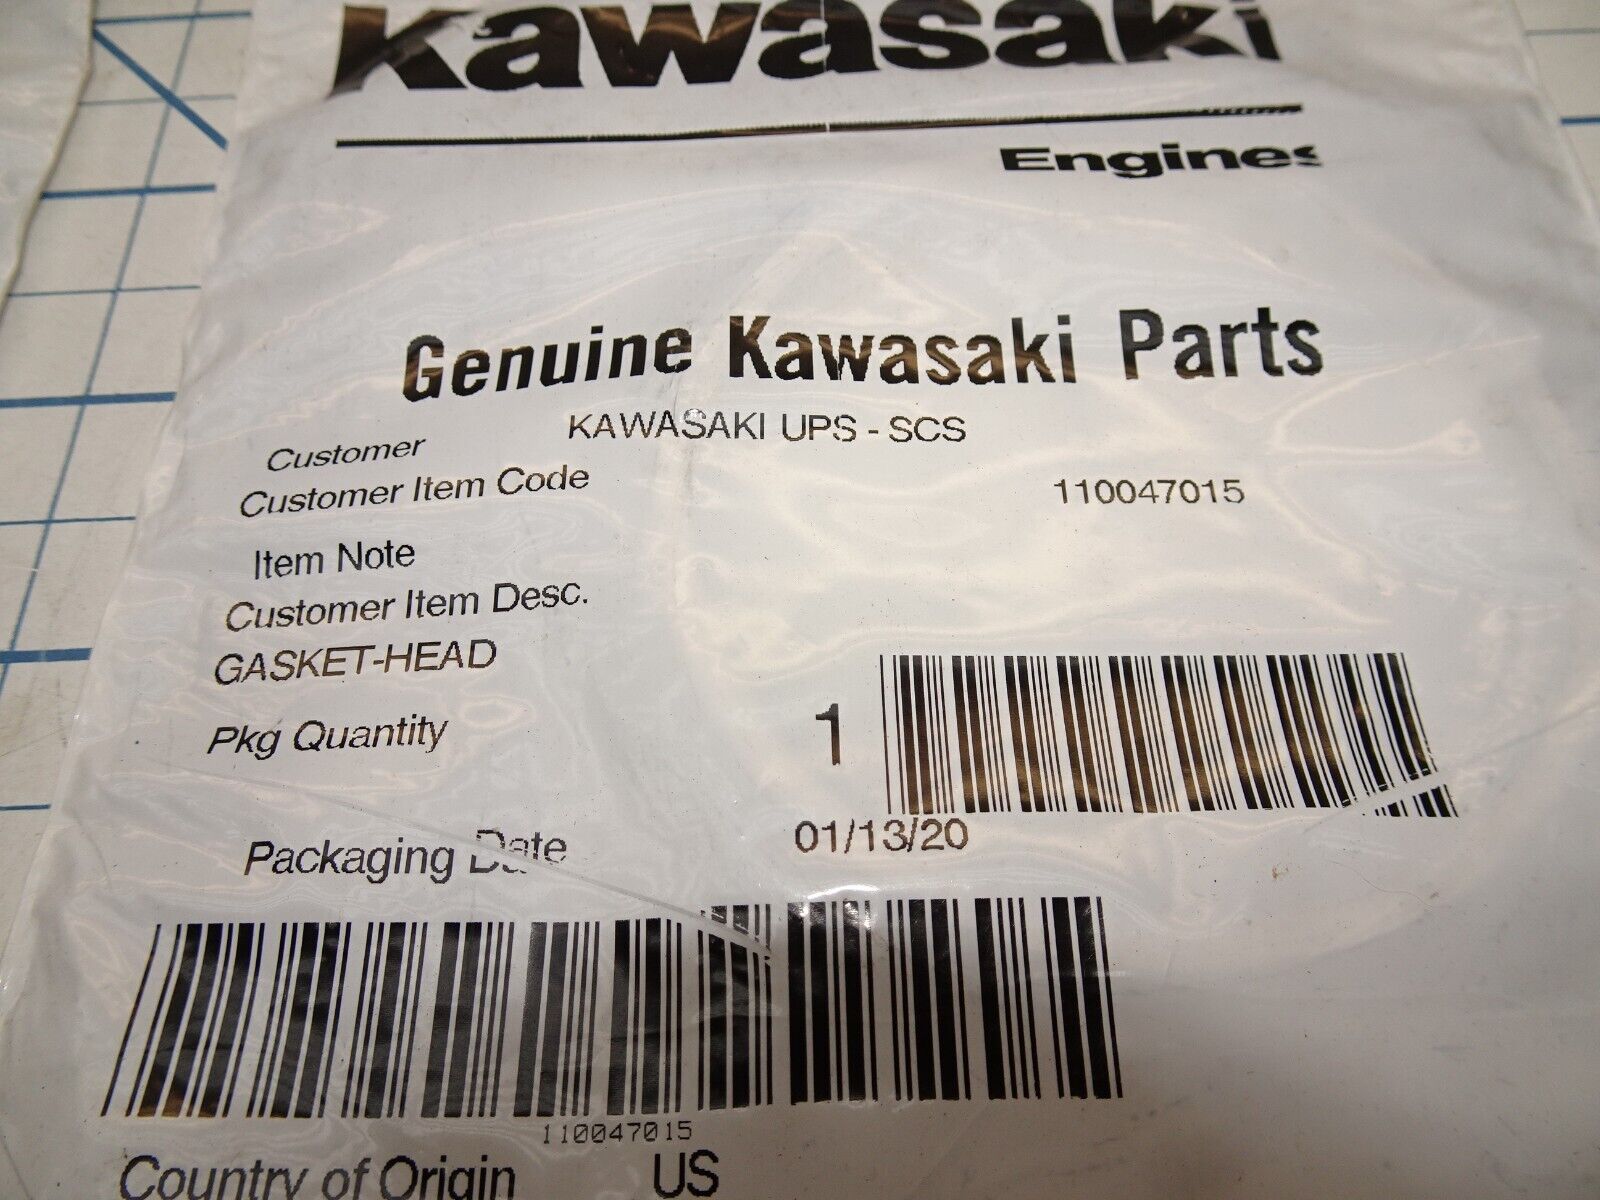 Kawasaki
Engines
Genuine Kawasaki Parts
Customer KAWASAKI UPS - SCS
Customer Item Code 110047015
Item Note
Customer Item Desc.
GASKET-HEAD
Pkg Quantity 1
Packaging Date 01/13/20
110047015
Country of Origin US